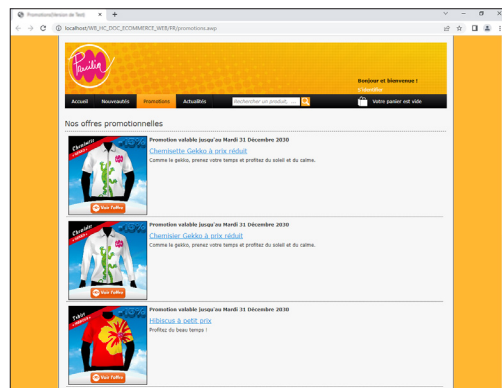 Promotions(Version de Test)
localhost/WB_HC_DOC_ECOMMERCE_WEB/FR/promotions.awp
Bonjour et bienvenue !
S'identifier
Accueil Nouveautés Promotions Actualités Rechercher un produit, ... Votre panier est vide
Nos offres promotionnelles
Promotion valable jusqu'au Mardi 31 Décembre 2030
Chemisette Gekko à prix réduit
Comme le gekko, prenez votre temps et profitez du soleil et du calme.
Chemisette
Voir l'offre
Promotion valable jusqu'au Mardi 31 Décembre 2030
Chemisier Gekko à prix réduit
Comme le gekko, prenez votre temps et profitez du soleil et du calme.
Chemisier
Voir l'offre
Promotion valable jusqu'au Mardi 31 Décembre 2030
Hibiscus à petit prix
Profitez du beau temps !
Voir l'offre